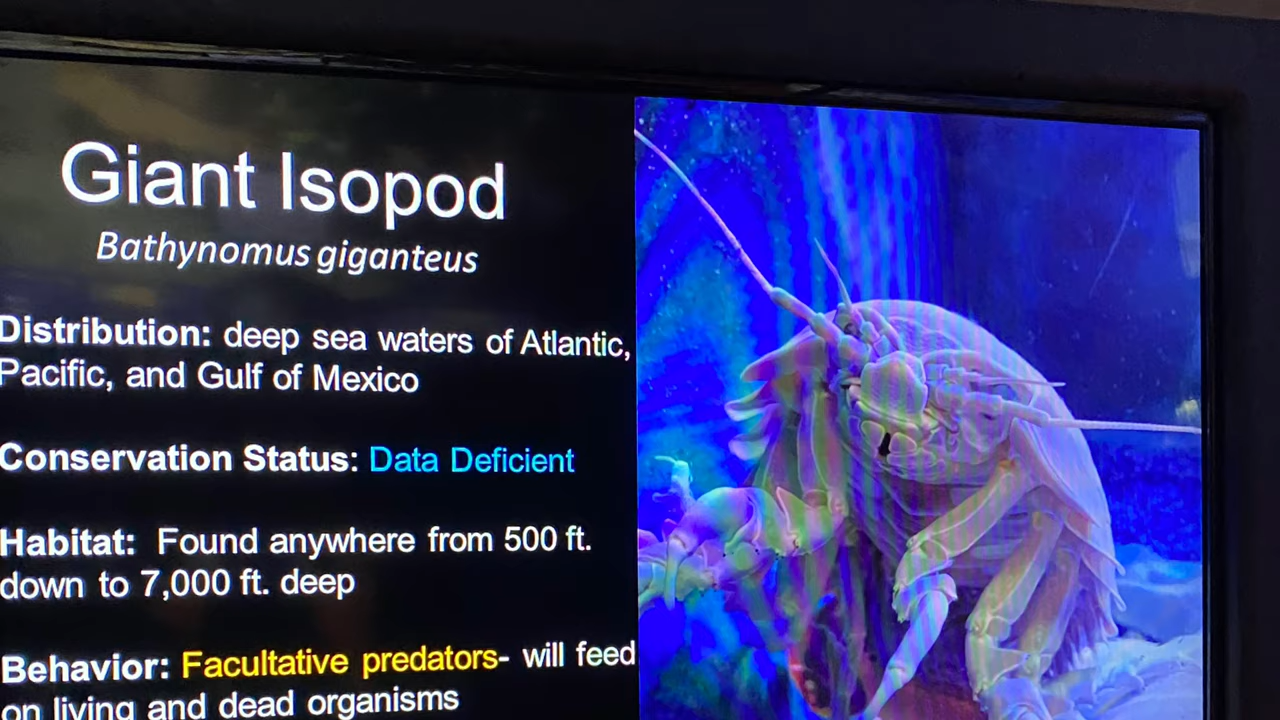 Giant Isopod
Bathynomus giganteus
Distribution: deep sea waters of Atlantic,
Pacific, and Gulf of Mexico
Conservation Status: Data Deficient
Habitat: Found anywhere from 500 ft.
down to 7,000 ft. deep
Behavior: Facultative predators- will feed
on living and dead organisms